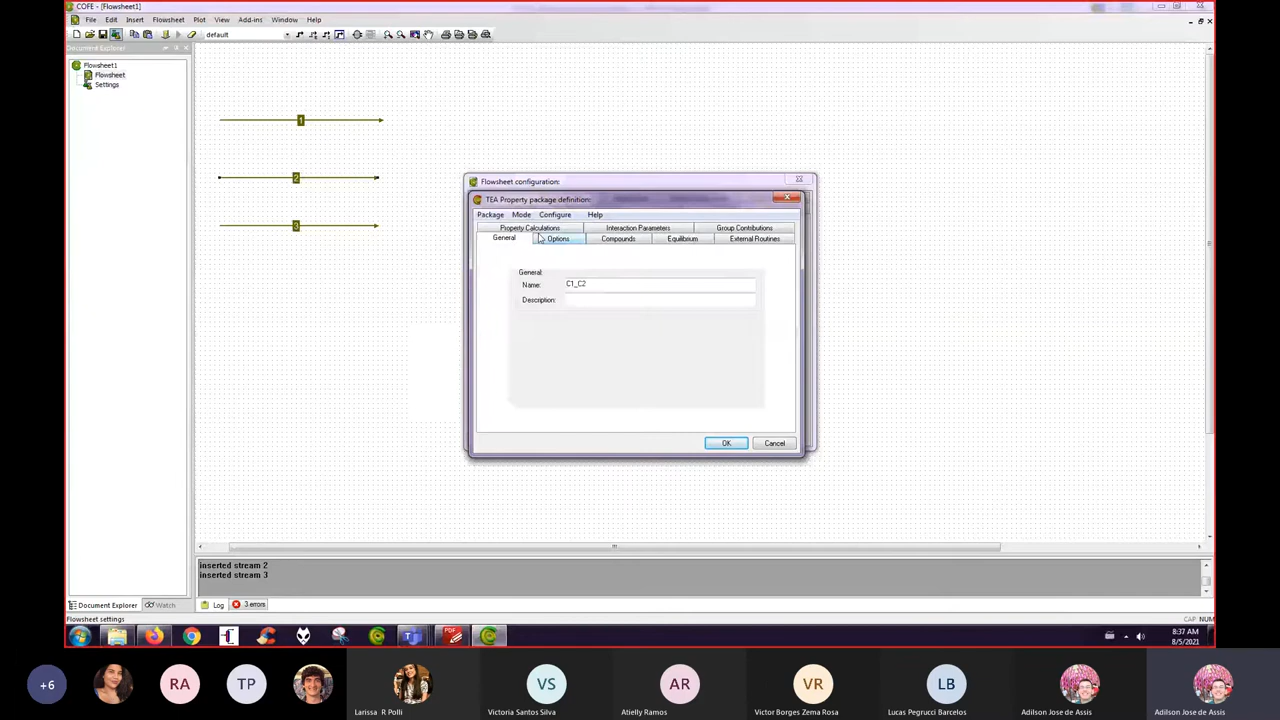 COFE - [Flowsheet1]
File Edit Insert Flowsheet Plot View Add-ins Window Help
default
Document Explorer
Flowsheet1
Flowsheet
Settings
1
2
3
Flowsheet configuration:
TEA Property package definition:
Package Mode Configure Help
Property Calculations Interaction Parameters Group Contributions
General Options Compounds Equilibrium External Routines
General:
Name: C1_C2
Description:
OK Cancel
inserted stream 2
inserted stream 3
Document Explorer Watch Log 3 errors
Flowsheet settings CAP NUM
PDF
8:37 AM
8/5/2021
+6 RA TP VS AR VR LB
Larissa R Polli Victoria Santos Silva Atielly Ramos Victor Borges Zema Rosa Lucas Pegrucci Barcelos Adilson Jose de Assis Adilson Jose de Assis